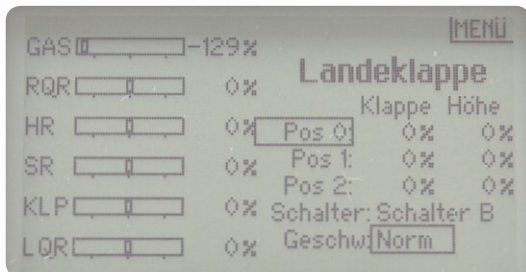 MENÜ
GAS -129%
RQR 0%
HR 0%
SR 0%
KLP 0%
LQR 0%
Landeklappe
Klappe Höhe
Pos 0: 0% 0%
Pos 1: 0% 0%
Pos 2: 0% 0%
Schalter: Schalter B
Geschw: Norm